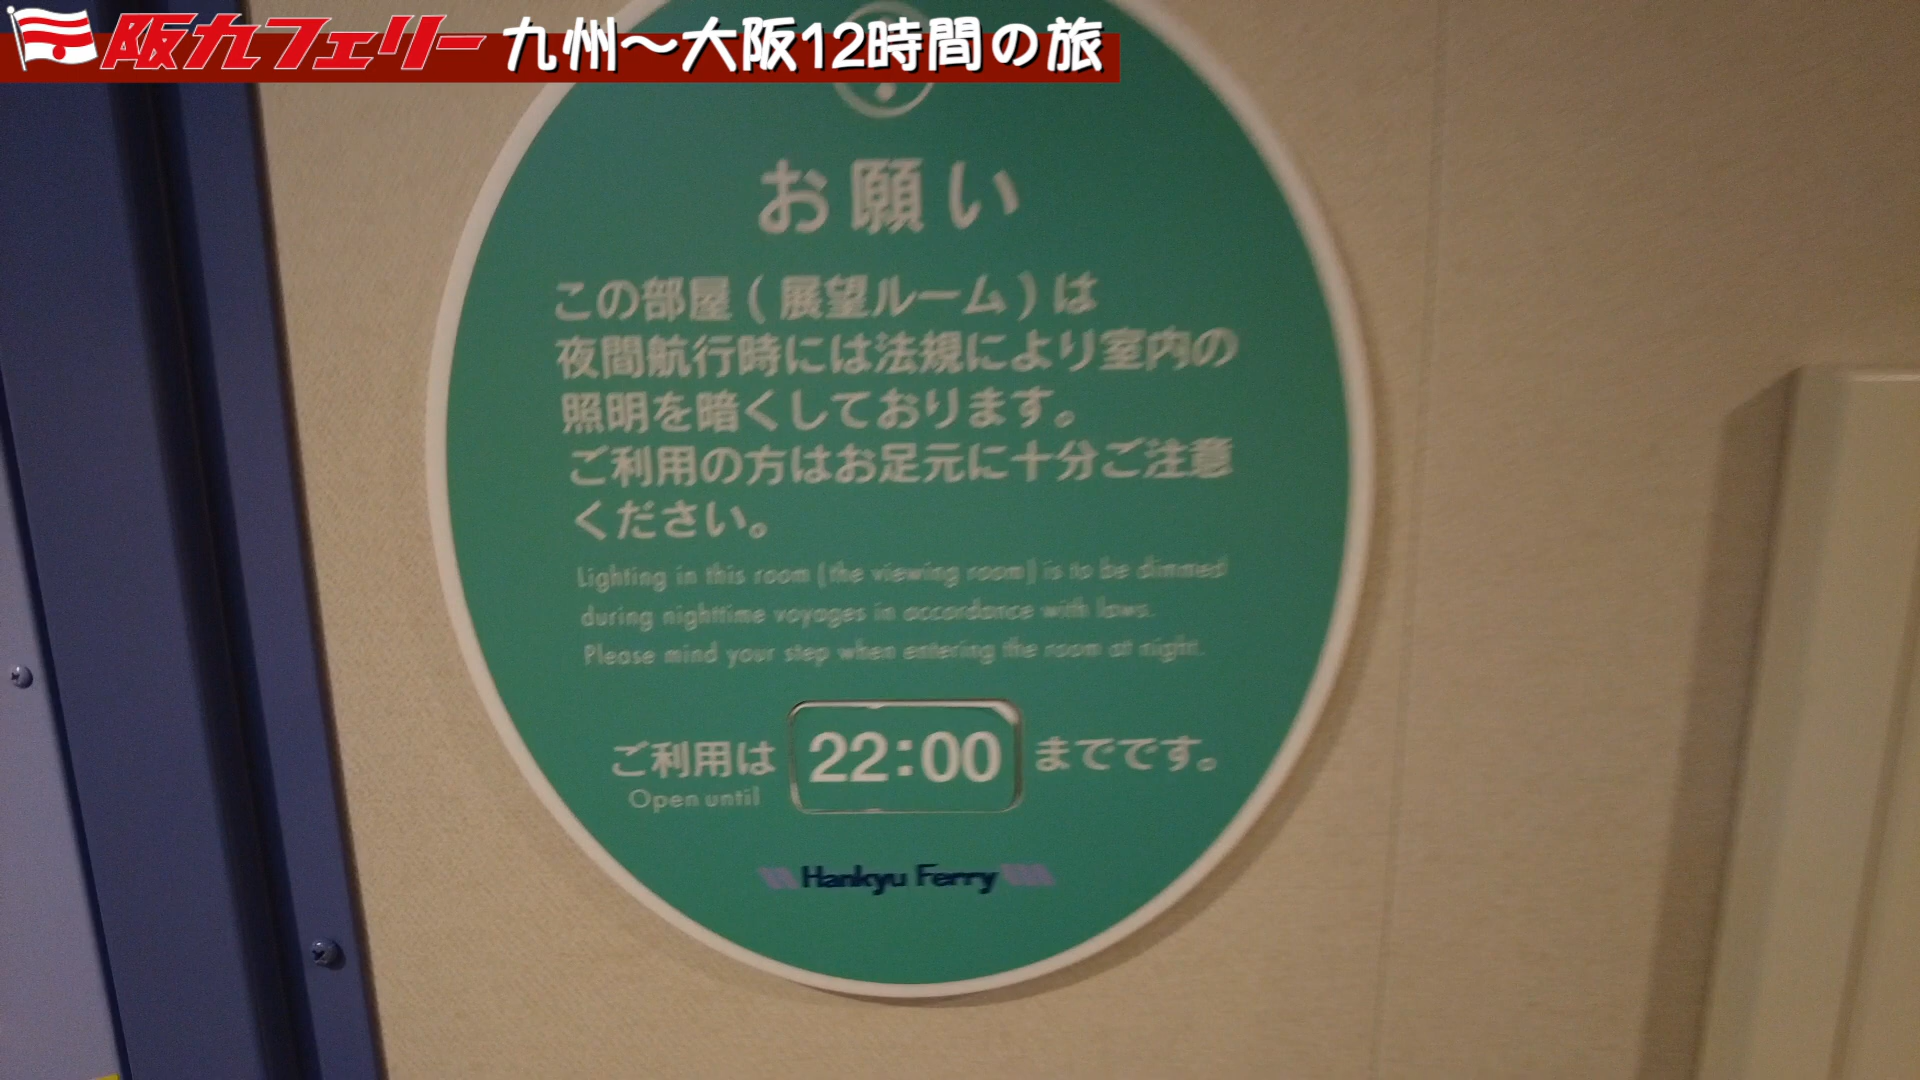 阪九フェリー 九州～大阪12時間の旅
お願い
この部屋(展望ルーム)は
夜間航行時には法規により室内の
照明を暗くしております。
ご利用の方はお足元に十分ご注意
ください。
Lighting in this room (the viewing room) is to be dimmed
during nighttime voyages in accordance with laws.
Please mind your step when entering the room at night.
ご利用は 22:00 までです。
Open until
Hankyu Ferry